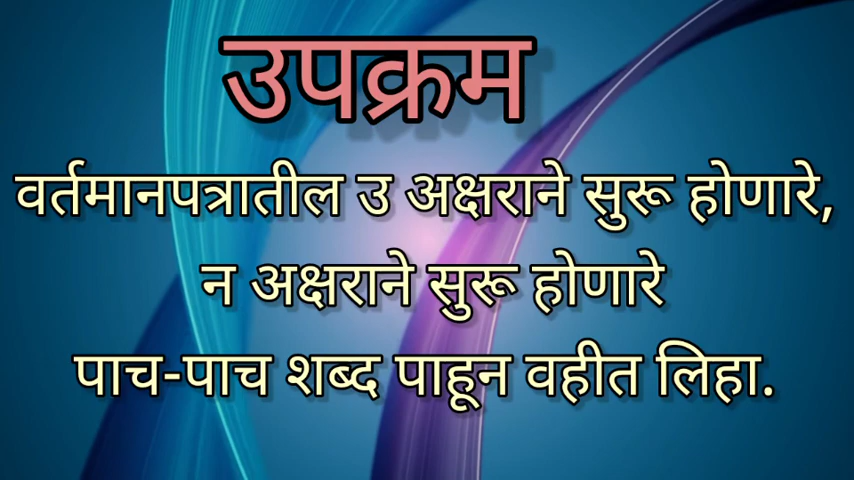 उपक्रम
वर्तमानपत्रातील उ अक्षराने सुरू होणारे,
न अक्षराने सुरू होणारे
पाच-पाच शब्द पाहून वहीत लिहा.